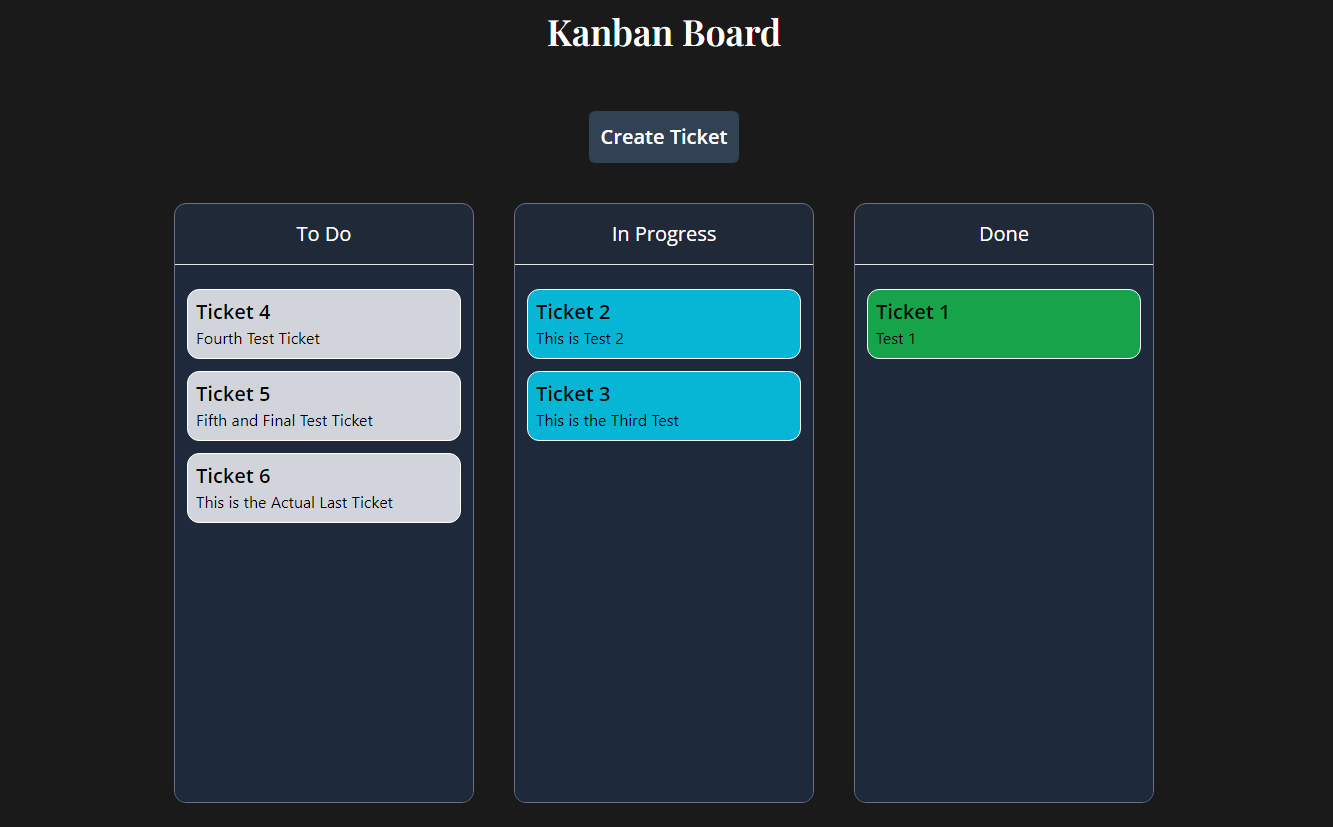 Kanban Board
Create Ticket
To Do
Ticket 4
Fourth Test Ticket
Ticket 5
Fifth and Final Test Ticket
Ticket 6
This is the Actual Last Ticket
In Progress
Ticket 2
This is Test 2
Ticket 3
This is the Third Test
Done
Ticket 1
Test 1